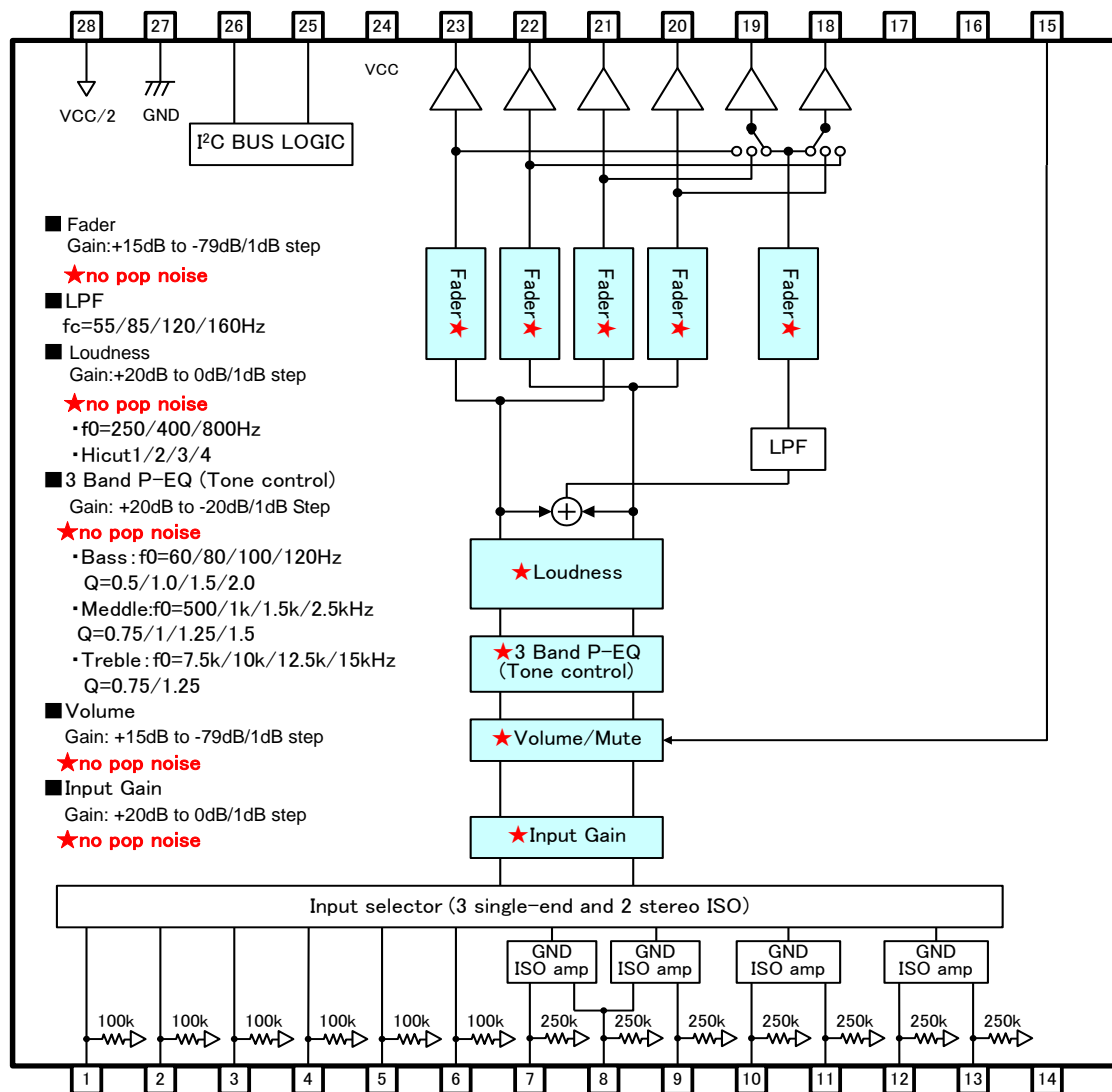 28 27 26 25 24 23 22 21 20 19 18 17 16 15
VCC
VCC/2 GND
I²C BUS LOGIC
■ Fader
Gain:+15dB to -79dB/1dB step
★no pop noise
■ LPF
fc=55/85/120/160Hz
■ Loudness
Gain:+20dB to 0dB/1dB step
★no pop noise
・f0=250/400/800Hz
・Hicut1/2/3/4
■ 3 Band P-EQ (Tone control)
Gain: +20dB to -20dB/1dB Step
★no pop noise
・Bass:f0=60/80/100/120Hz
Q=0.5/1.0/1.5/2.0
・Meddle:f0=500/1k/1.5k/2.5kHz
Q=0.75/1/1.25/1.5
・Treble:f0=7.5k/10k/12.5k/15kHz
Q=0.75/1.25
■ Volume
Gain: +15dB to -79dB/1dB step
★no pop noise
■ Input Gain
Gain: +20dB to 0dB/1dB step
★no pop noise
Fader★ Fader★ Fader★ Fader★ Fader★
LPF
+
★Loudness
★3 Band P-EQ
(Tone control)
★Volume/Mute
★Input Gain
Input selector (3 single-end and 2 stereo ISO)
GND GND GND GND
ISO amp ISO amp ISO amp ISO amp
100k 100k 100k 100k 100k 100k 250k 250k 250k 250k 250k 250k 250k
1 2 3 4 5 6 7 8 9 10 11 12 13 14